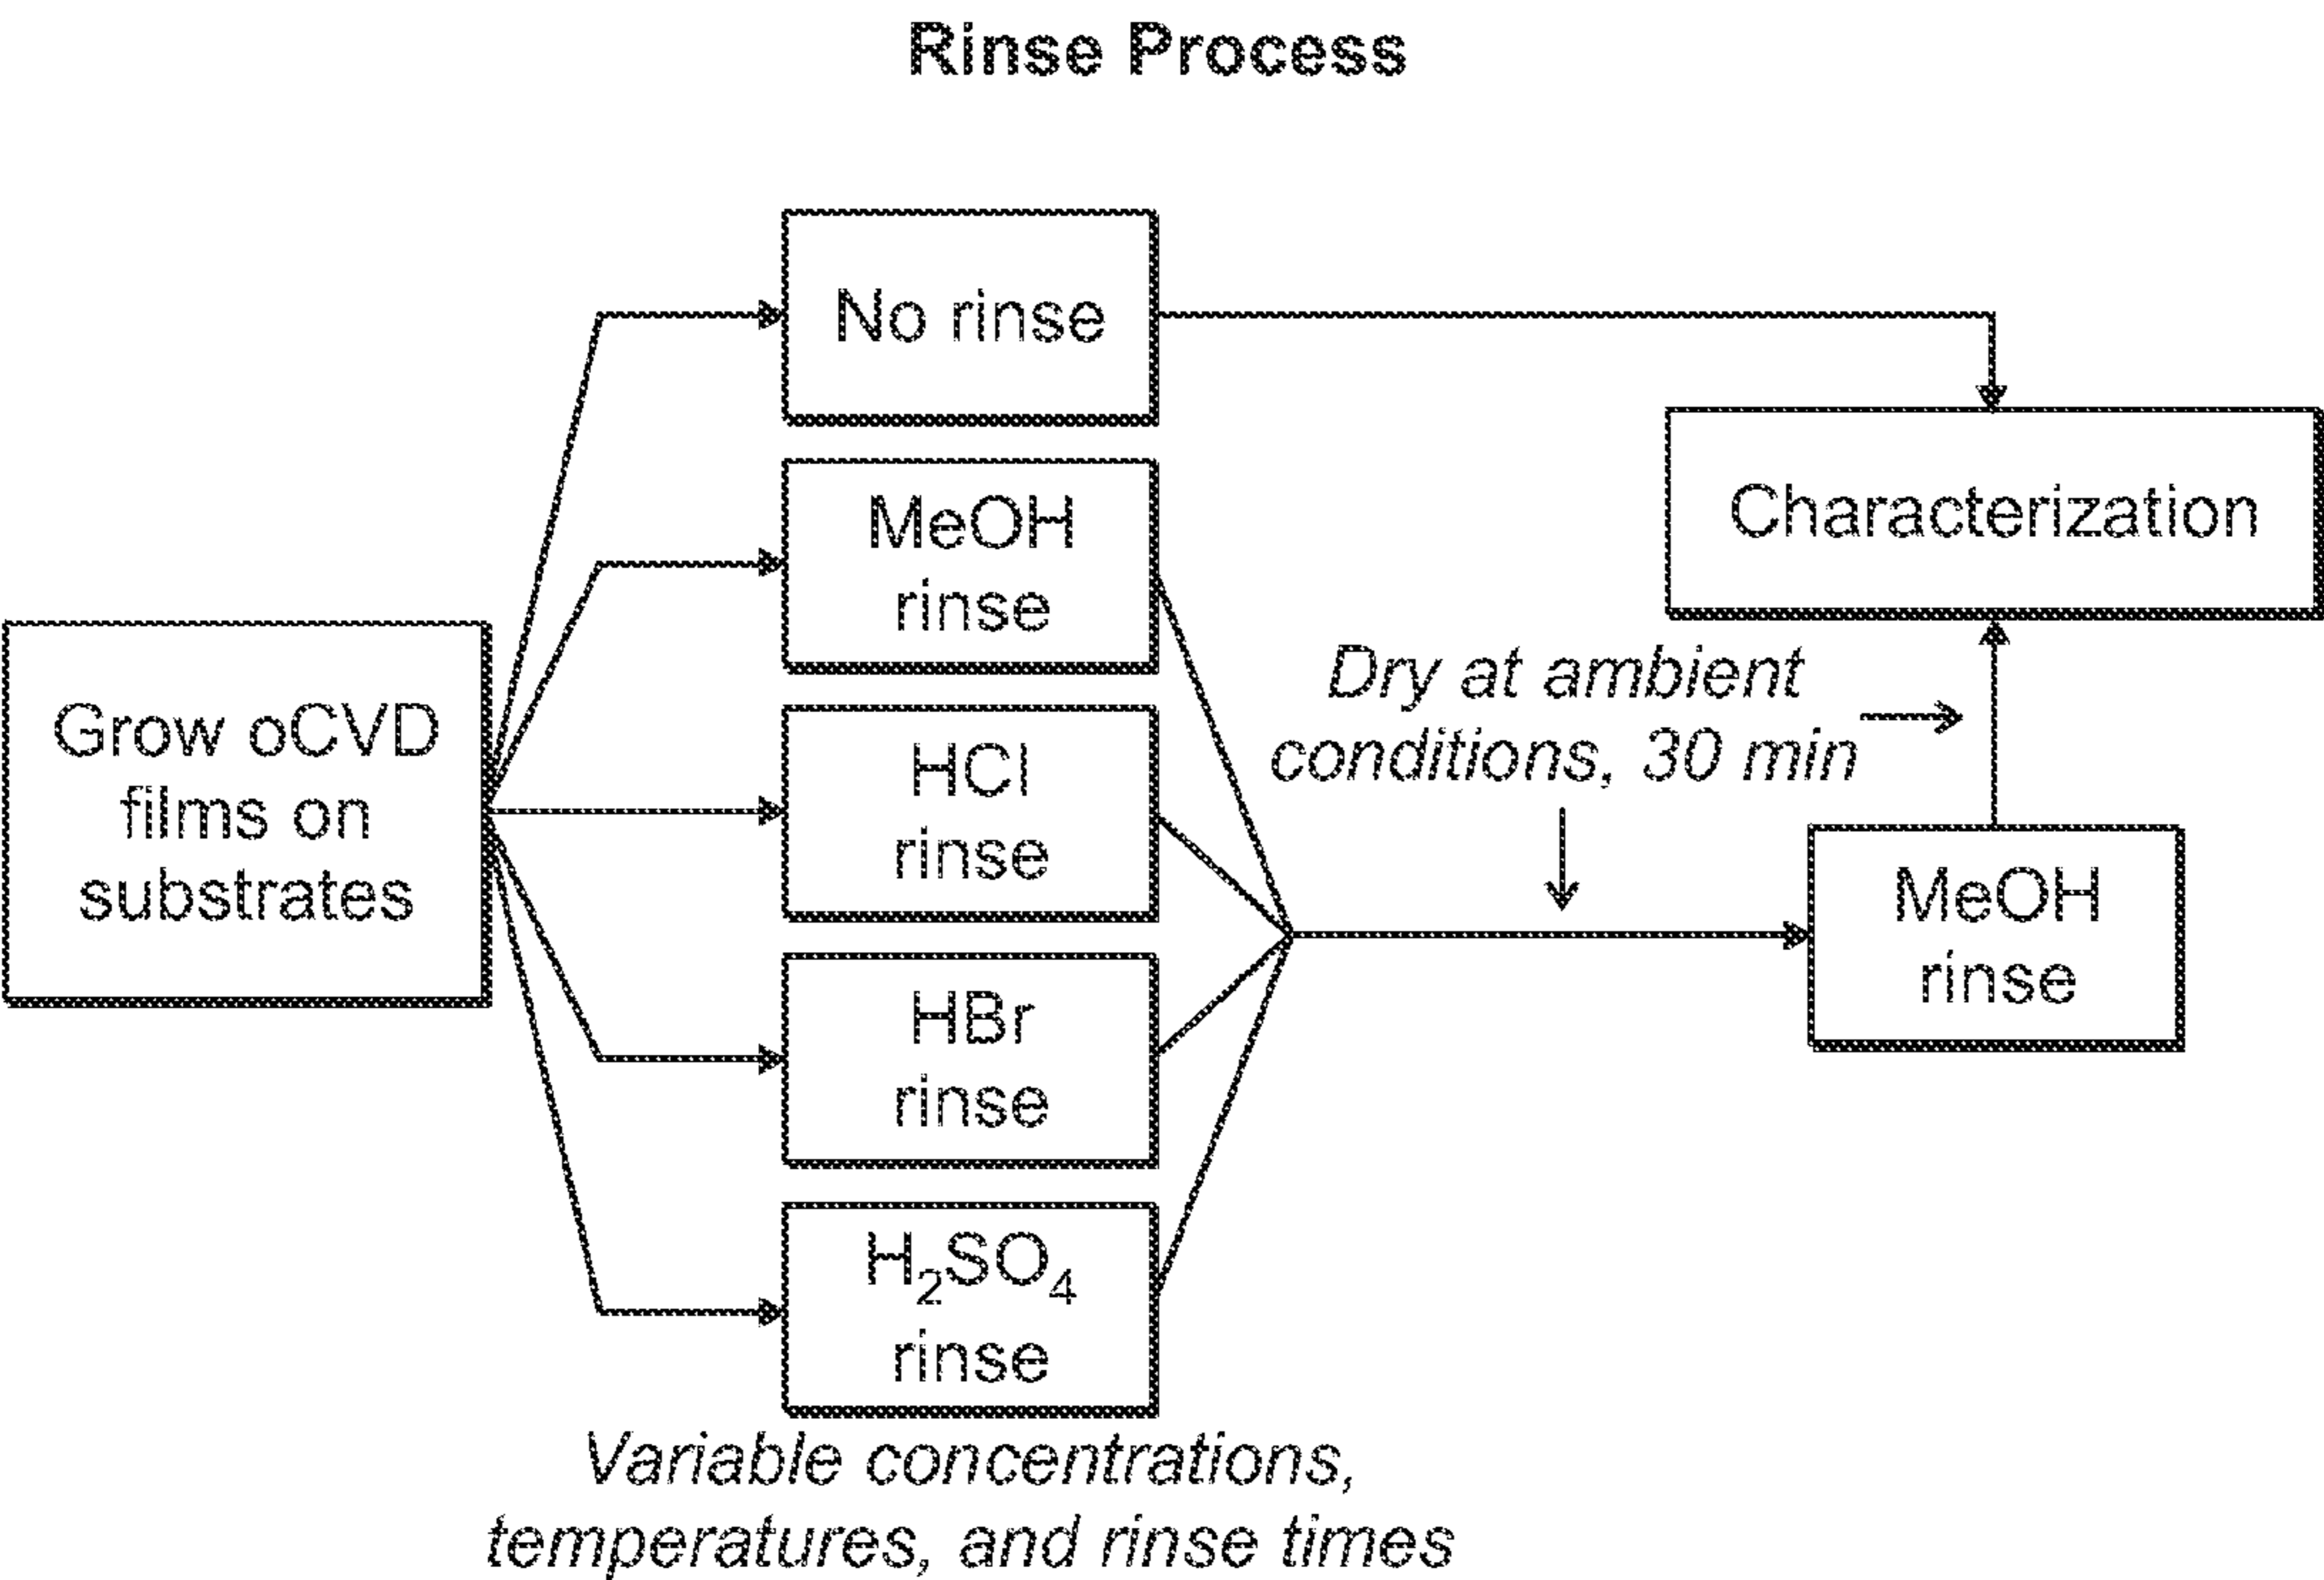 Rinse Process
No rinse
MeOH
rinse
Characterization
Grow oCVD
films on
substrates
HCl
rinse
Dry at ambient
conditions, 30 min
HBr
rinse
MeOH
rinse
H₂SO₄
rinse
Variable concentrations,
temperatures, and rinse times